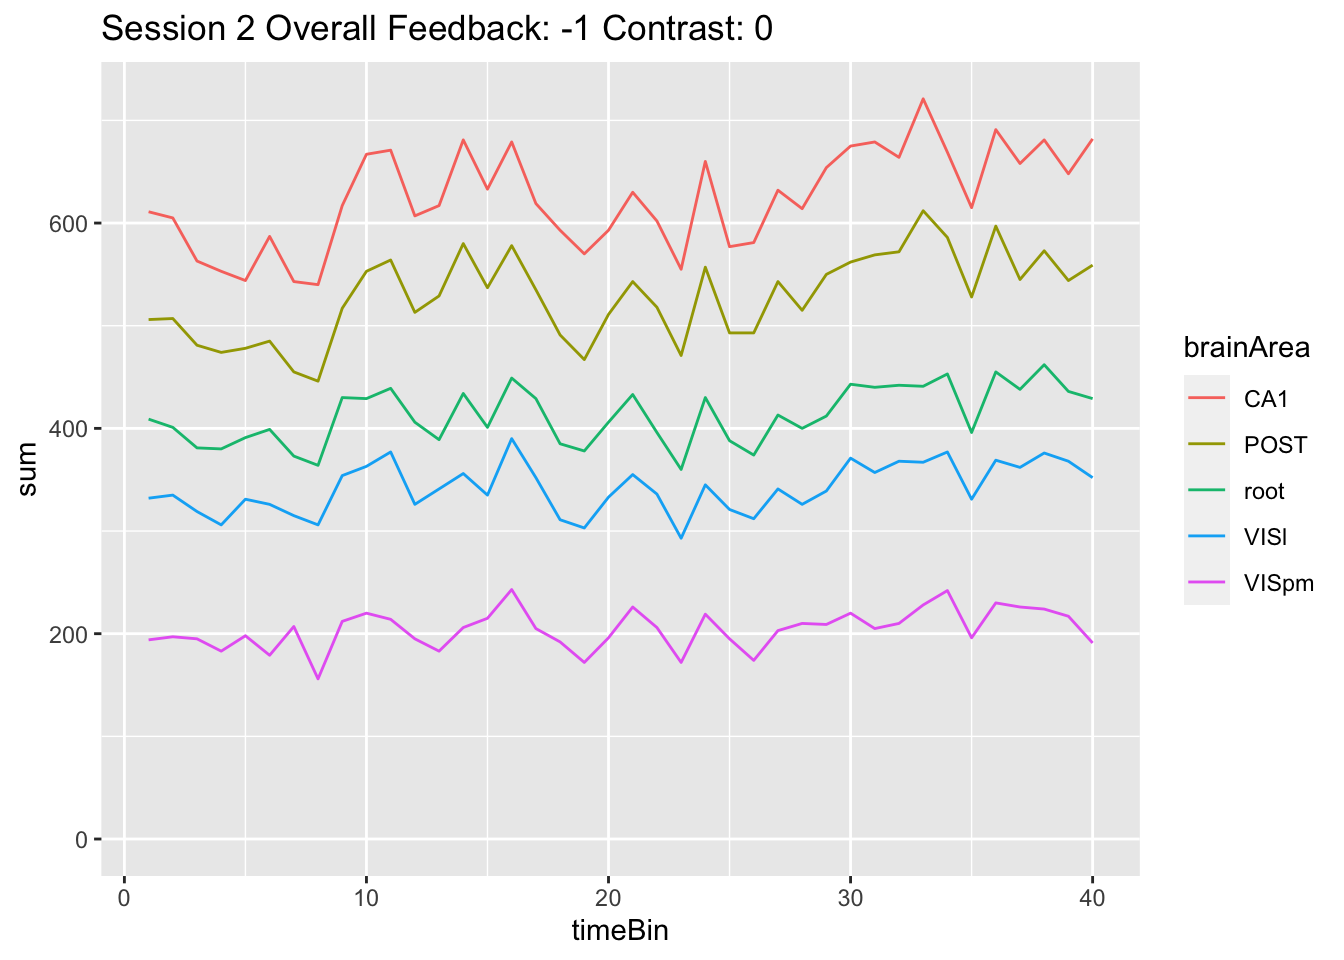 Session 2 Overall Feedback: -1 Contrast: 0
sum
600
400
200
0
0 10 20 30 40
timeBin
brainArea
CA1
POST
root
VISl
VISpm